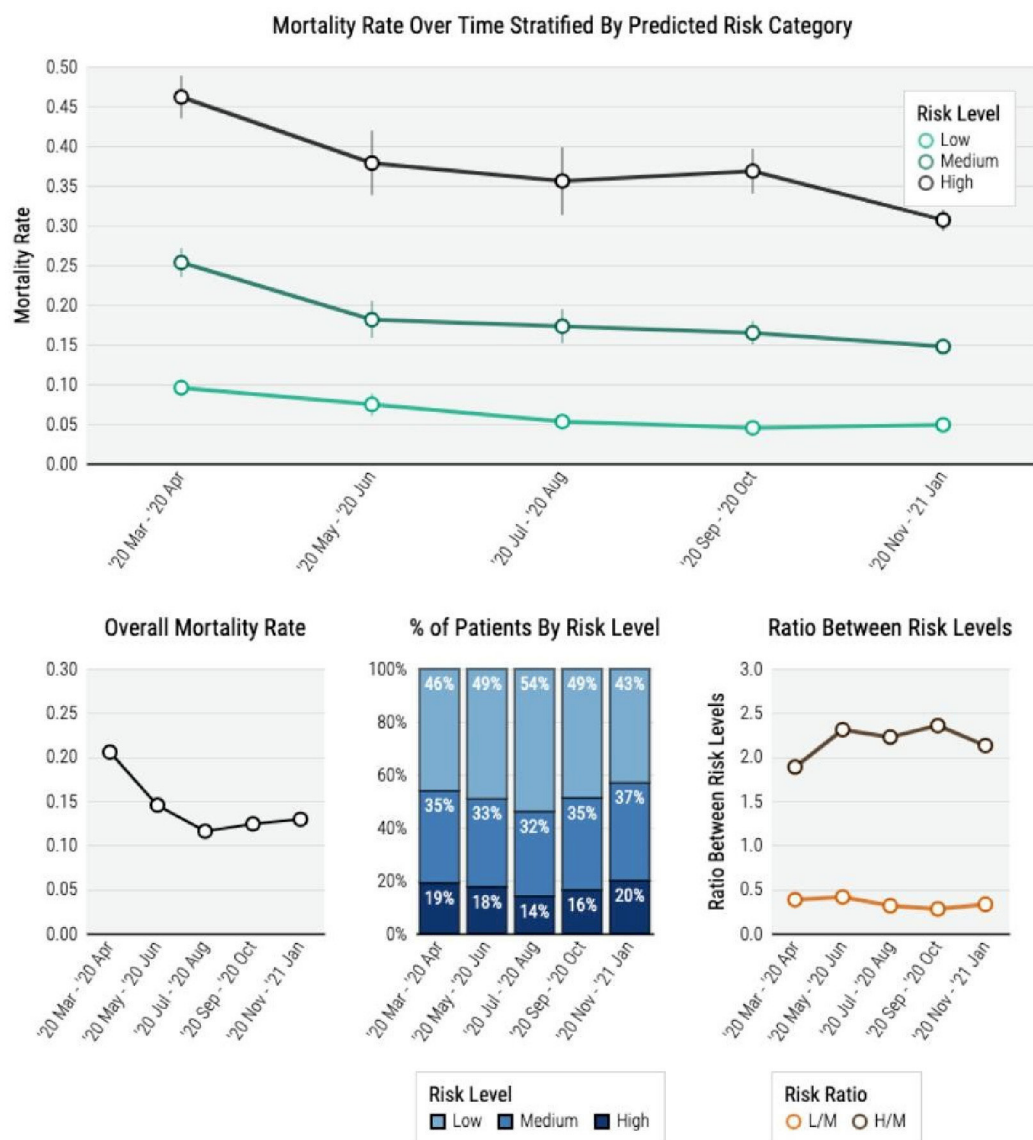 Mortality Rate Over Time Stratified By Predicted Risk Category
Mortality Rate
0.50
0.45
0.40
0.35
0.30
0.25
0.20
0.15
0.10
0.05
0.00
Risk Level
Low
Medium
High
'20 Mar - '20 Apr
'20 May - '20 Jun
'20 Jul - '20 Aug
'20 Sep - '20 Oct
'20 Nov - '21 Jan
Overall Mortality Rate
0.30
0.25
0.20
0.15
0.10
0.05
0.00
'20 Mar - '20 Apr
'20 May - '20 Jun
'20 Jul - '20 Aug
'20 Sep - '20 Oct
'20 Nov - '21 Jan
% of Patients By Risk Level
100%
80%
60%
40%
20%
0%
46% 49% 54% 49% 43%
35% 33% 32% 35% 37%
19% 18% 14% 16% 20%
'20 Mar - '20 Apr
'20 May - '20 Jun
'20 Jul - '20 Aug
'20 Sep - '20 Oct
'20 Nov - '21 Jan
Risk Level
Low Medium High
Ratio Between Risk Levels
Ratio Between Risk Levels
3.0
2.5
2.0
1.0
0.5
0.0
'20 Mar - '20 Apr
'20 May - '20 Jun
'20 Jul - '20 Aug
'20 Sep - '20 Oct
'20 Nov - '21 Jan
Risk Ratio
L/M H/M